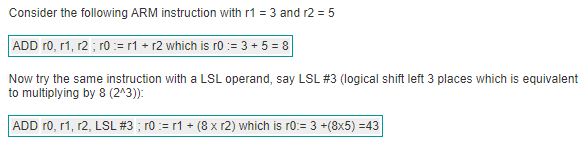 Consider the following ARM instruction with r1 = 3 and r2 = 5
ADD r0, r1, r2 ; r0 := r1 + r2 which is r0 := 3 + 5 = 8
Now try the same instruction with a LSL operand, say LSL #3 (logical shift left 3 places which is equivalent
to multiplying by 8 (2^3)):
ADD r0, r1, r2, LSL #3 ; r0 := r1 + (8 x r2) which is r0:= 3 +(8x5) =43